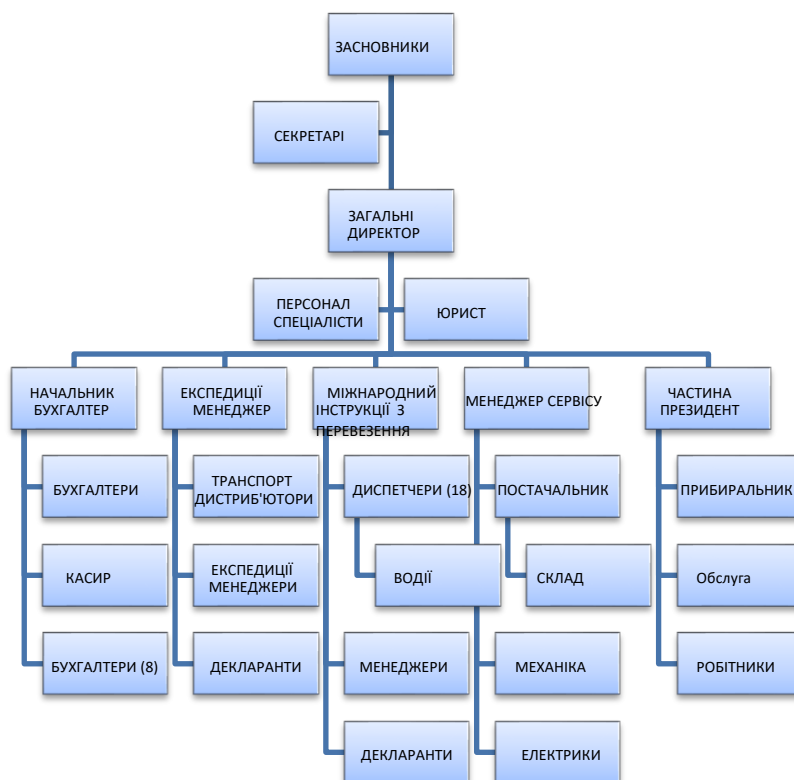 ЗАСНОВНИКИ
СЕКРЕТАРІ
ЗАГАЛЬНІ
ДИРЕКТОР
ПЕРСОНАЛ
СПЕЦІАЛІСТИ
ЮРИСТ
НАЧАЛЬНИК
БУХГАЛТЕР
ЕКСПЕДИЦІЇ
МЕНЕДЖЕР
МІЖНАРОДНИЙ
ІНСТРУКЦІЇ З
ПЕРЕВЕЗЕННЯ
МЕНЕДЖЕР СЕРВІСУ
ЧАСТИНА
ПРЕЗИДЕНТ
БУХГАЛТЕРИ
ТРАНСПОРТ
ДИСТРИБ'ЮТОРИ
ДИСПЕТЧЕРИ (18)
ПОСТАЧАЛЬНИК
ПРИБИРАЛЬНИК
КАСИР
ЕКСПЕДИЦІЇ
МЕНЕДЖЕРИ
ВОДІЇ
СКЛАД
Обслуга
БУХГАЛТЕРИ (8)
ДЕКЛАРАНТИ
МЕНЕДЖЕРИ
МЕХАНІКА
РОБІТНИКИ
ДЕКЛАРАНТИ
ЕЛЕКТРИКИ